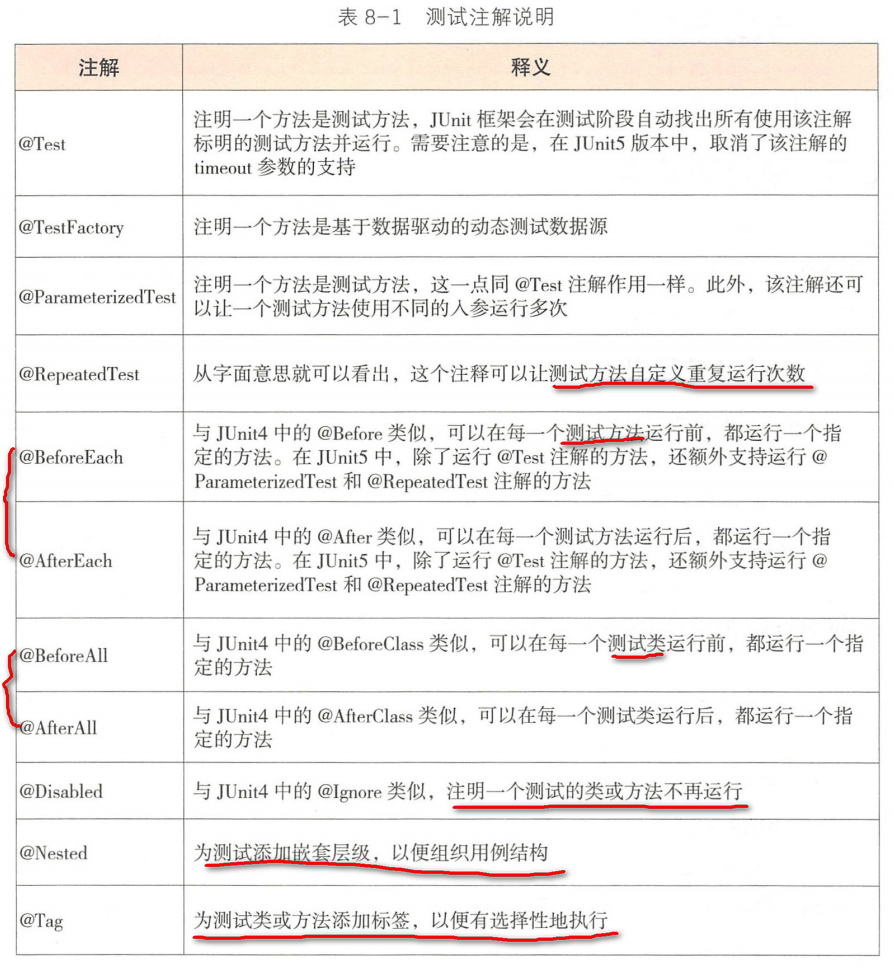 表 8-1 测试注解说明
注解
释义
@Test
注明一个方法是测试方法，JUnit 框架会在测试阶段自动找出所有使用该注解
标明的测试方法并运行。需要注意的是，在 JUnit5 版本中，取消了该注解的
timeout 参数的支持
@TestFactory
注明一个方法是基于数据驱动的动态测试数据源
@ParameterizedTest
注明一个方法是测试方法，这一点同 @Test 注解作用一样。此外，该注解还可
以让一个测试方法使用不同的入参运行多次
@RepeatedTest
从字面意思就可以看出，这个注释可以让测试方法自定义重复运行次数
@BeforeEach
与 JUnit4 中的 @Before 类似，可以在每一个测试方法运行前，都运行一个指
定的方法。在 JUnit5 中，除了运行 @Test 注解的方法，还额外支持运行 @
ParameterizedTest 和 @RepeatedTest 注解的方法
@AfterEach
与 JUnit4 中的 @After 类似，可以在每一个测试方法运行后，都运行一个指
定的方法。在 JUnit5 中，除了运行 @Test 注解的方法，还额外支持运行 @
ParameterizedTest 和 @RepeatedTest 注解的方法
@BeforeAll
与 JUnit4 中的 @BeforeClass 类似，可以在每一个测试类运行前，都运行一个指
定的方法
@AfterAll
与 JUnit4 中的 @AfterClass 类似，可以在每一个测试类运行后，都运行一个指
定的方法
@Disabled
与 JUnit4 中的 @Ignore 类似，注明一个测试的类或方法不再运行
@Nested
为测试添加嵌套层级，以便组织用例结构
@Tag
为测试类或方法添加标签，以便有选择性地执行